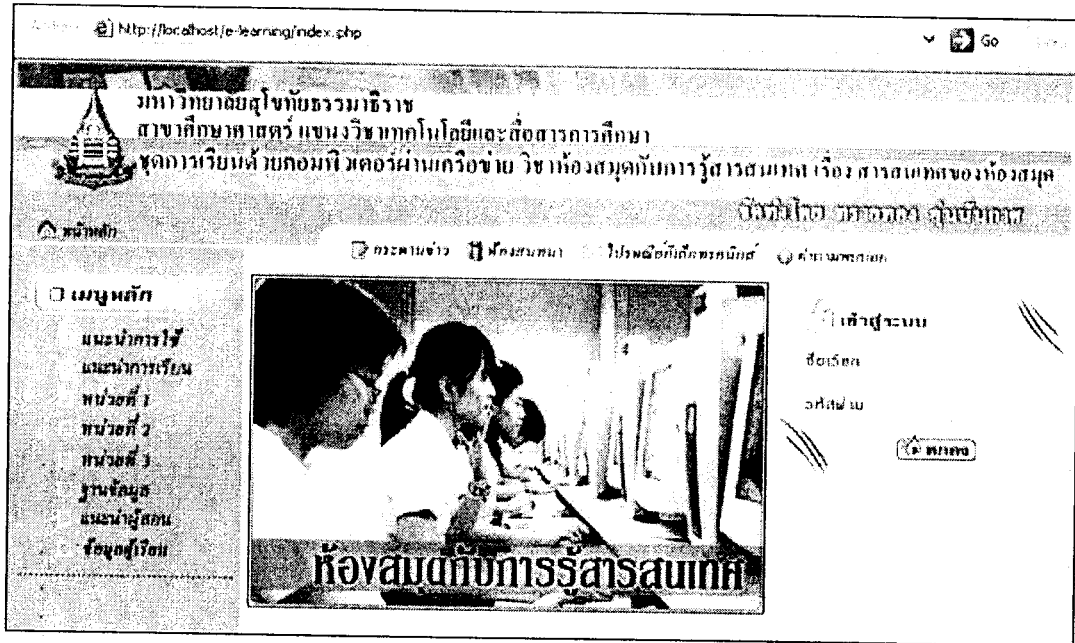 http://localhost/e-learning/index.php
Go
มหาวิทยาลัยสุโขทัยธรรมาธิราช
สาขาศึกษาศาสตร์ แขนงวิชาเทคโนโลยีและสื่อสารการศึกษา
ชุดการเรียนด้วยคอมพิวเตอร์ผ่านเครือข่าย วิชาห้องสมุดกับการรู้สารสนเทศ เรื่อง สารสนเทศของห้องสมุด
หน้าหลัก
กระดานข่าว ห้องสนทนา ไปรษณีย์อิเล็กทรอนิกส์
เมนูหลัก
แนะนำการใช้
แนะนำการเรียน
หน่วยที่ 1
หน่วยที่ 2
หน่วยที่ 3
ฐานข้อมูล
แนะนำผู้สอน
ข้อมูลผู้เรียน
ห้องสมุดกับการรู้สารสนเทศ
เข้าสู่ระบบ
ชื่อเรียก
รหัสผ่าน
ตกลง